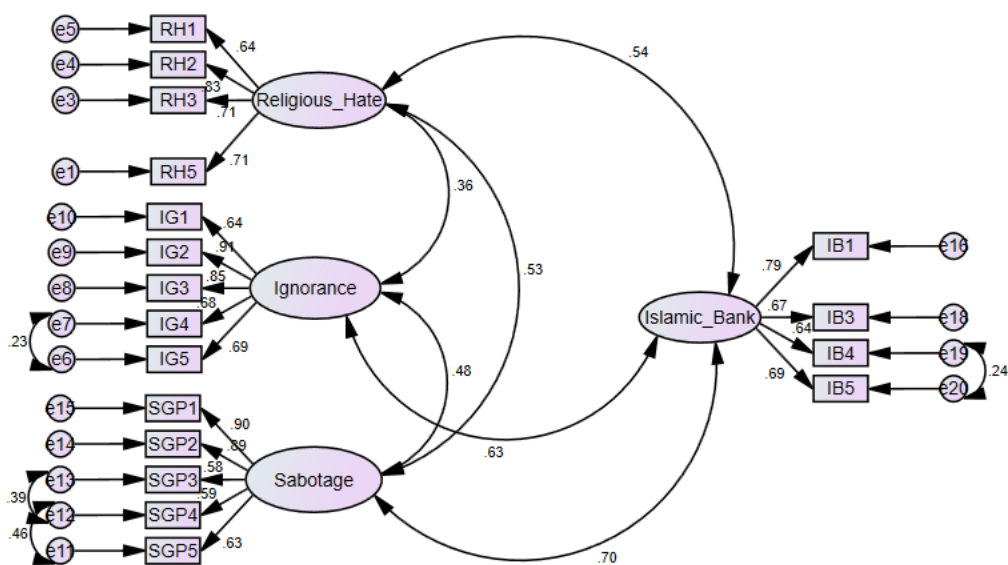 e5 RH1 .64
e4 RH2 .83
e3 RH3 .71
e1 RH5 .71
Religious_Hate
.54
.36
.53
e10 IG1 .64
e9 IG2 .91
e8 IG3 .85
e7 IG4 .68
e6 IG5 .69
.23
Ignorance
.48
.63
e15 SGP1 .90
e14 SGP2 .89
e13 SGP3 .58
e12 SGP4 .59
e11 SGP5 .63
.39
.46
Sabotage
.70
Islamic_Bank
.79 IB1 e16
.67 IB3 e18
.64 IB4 e19
.69 IB5 e20
.24